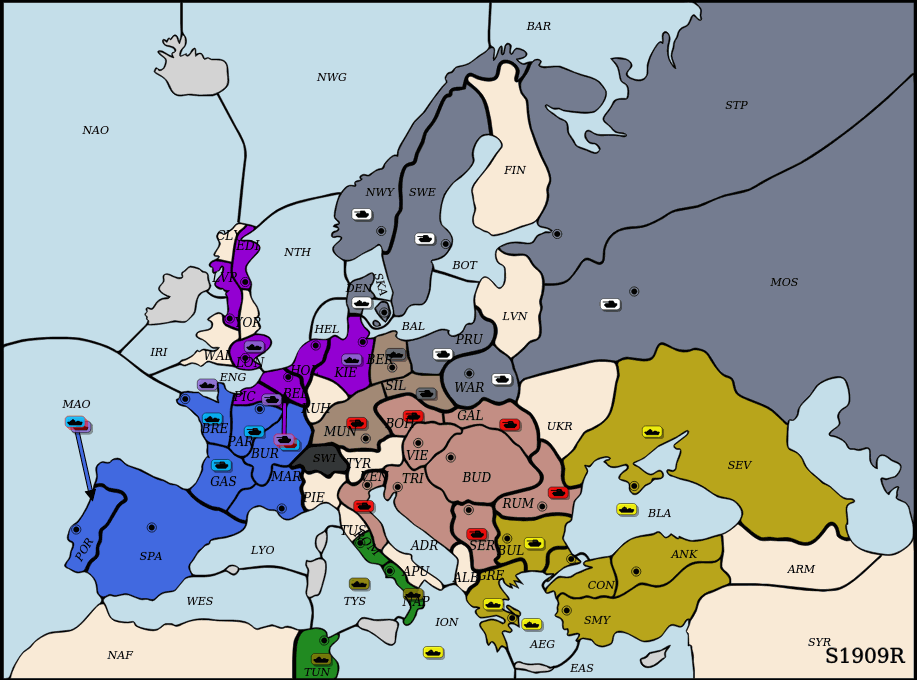 BAR
NWG
STP
NAO
FIN
NWY
SWE
CLY
EDI
NTH
BOT
LVP
MOS
DEN
SKA
LVN
YOR
HEL
BAL
IRI
WAL
LON
HOL
KIE
BER
PRU
ENG
SIL
WAR
PIC
BEL
MAO
RUH
BRE
BOH
GAL
UKR
MUN
PAR
BUR
VIE
SWI
TYR
SEV
GAS
MAR
VEN
TRI
BUD
PIE
RUM
BLA
TUS
POR
SPA
LYO
ROM
ADR
SER
BUL
ANK
APU
ALB
GRE
ARM
CON
WES
TYS
NAP
ION
SMY
AEG
SYR
NAF
S1909R
TUN
EAS